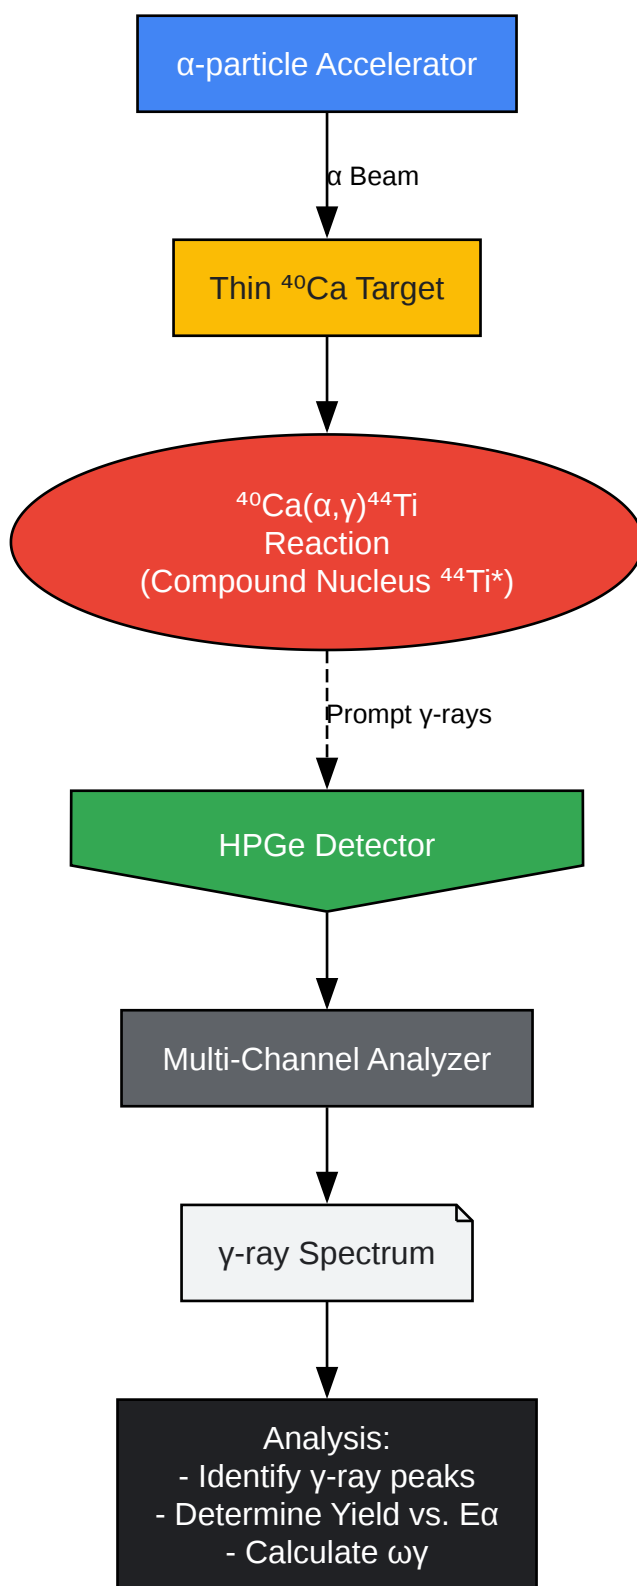 α-particle Accelerator
α Beam
Thin ⁴⁰Ca Target
⁴⁰Ca(α,γ)⁴⁴Ti
Reaction
(Compound Nucleus ⁴⁴Ti*)
Prompt γ-rays
HPGe Detector
Multi-Channel Analyzer
γ-ray Spectrum
Analysis:
- Identify γ-ray peaks
- Determine Yield vs. Eα
- Calculate ωγ